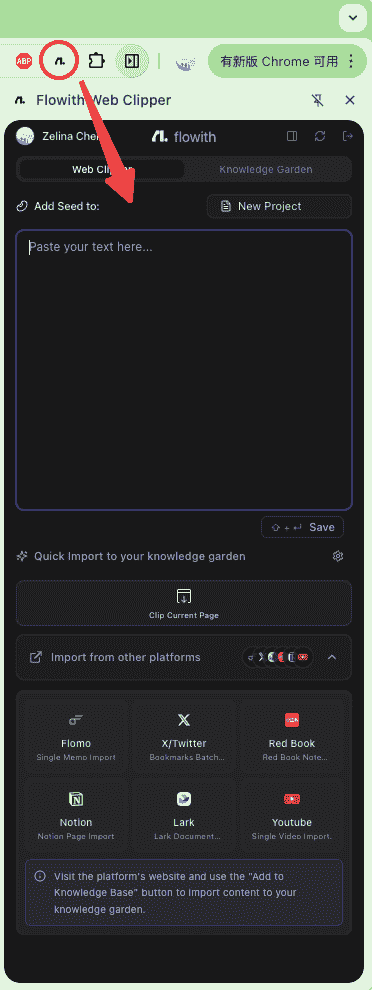 ABP
有新版 Chrome 可用
Flowith Web Clipper
Zelina Che
flowith
Web Clipper
Knowledge Garden
Add Seed to:
New Project
Paste your text here...
Save
Quick Import to your knowledge garden
Clip Current Page
Import from other platforms
Flomo
Single Memo Import
X/Twitter
Bookmarks Batch...
Red Book
Red Book Note...
Notion
Notion Page Import
Lark
Lark Document...
Youtube
Single Video Import.
Visit the platform's website and use the "Add to
Knowledge Base" button to import content to your
knowledge garden.